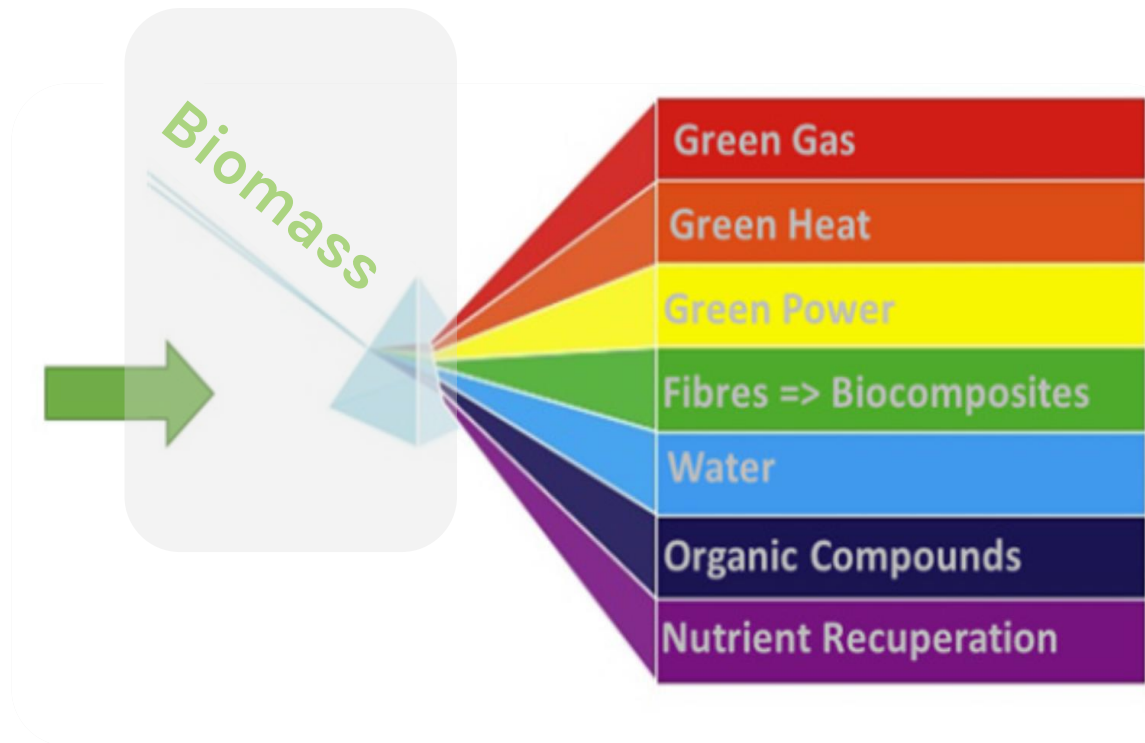 Biomass
Green Gas
Green Heat
Green Power
Fibres => Biocomposites
Water
Organic Compounds
Nutrient Recuperation